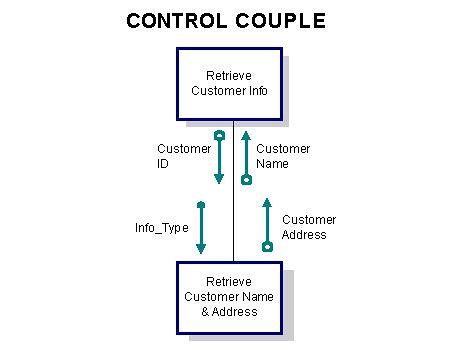 CONTROL COUPLE
Retrieve
Customer Info
Customer
ID
Customer
Name
Info_Type
Customer
Address
Retrieve
Customer Name
& Address